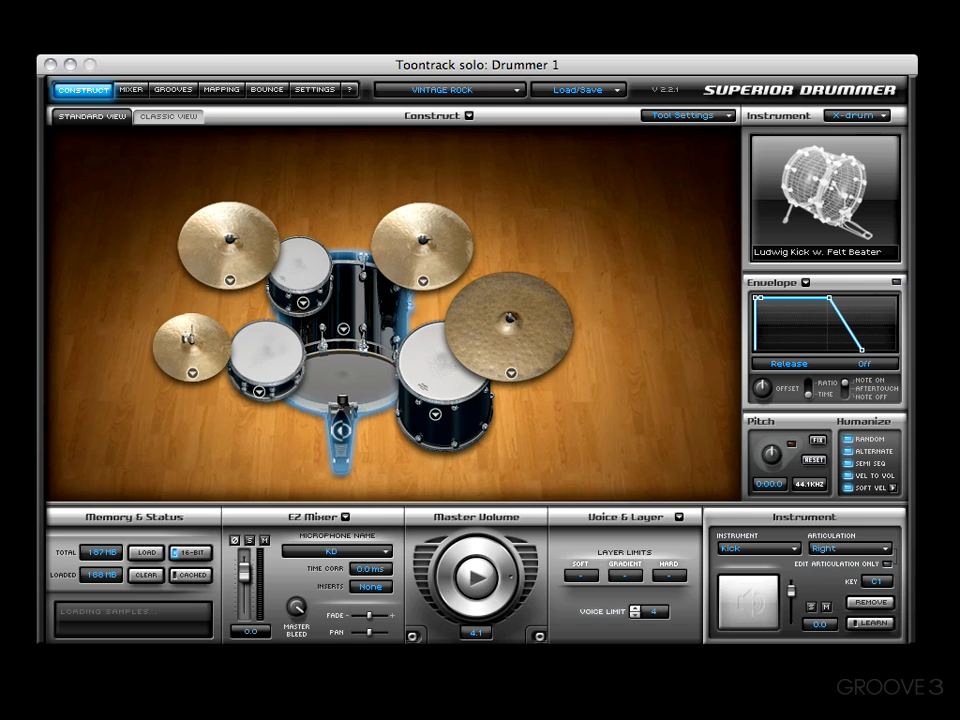 Toontrack solo: Drummer 1
CONSTRUCT MIXER GROOVES MAPPING BOUNCE SETTINGS ? VINTAGE ROCK Load/Save V 2.2.1 SUPERIOR DRUMMER
STANDARD VIEW CLASSIC VIEW Construct Tool Settings Instrument X-drum
Ludwig Kick w. Felt Beater
Envelope
Release Off
OFFSET RATIO TIME
NOTE ON
AFTERTOUCH
NOTE OFF
Pitch
FIX
RESET
0:00.0 44.1KHZ
Humanize
RANDOM
ALTERNATE
SEMI SEQ
VEL TO VOL
SOFT VEL
Memory & Status
TOTAL 187 MB LOAD 16-BIT
LOADED 168 MB CLEAR CACHED
LOADING SAMPLES...
EZ Mixer
Ø S M
MICROPHONE NAME
KD
TIME CORR 0.0 ms
INSERTS None
MASTER BLEED
FADE - +
PAN
0.0
Master Volume
4.1
Voice & Layer
LAYER LIMITS
SOFT GRADIENT HARD
- - -
VOICE LIMIT 4
Instrument
INSTRUMENT ARTICULATION
Kick Right
EDIT ARTICULATION ONLY
KEY C1
S M REMOVE
0.0 LEARN
GROOVE3